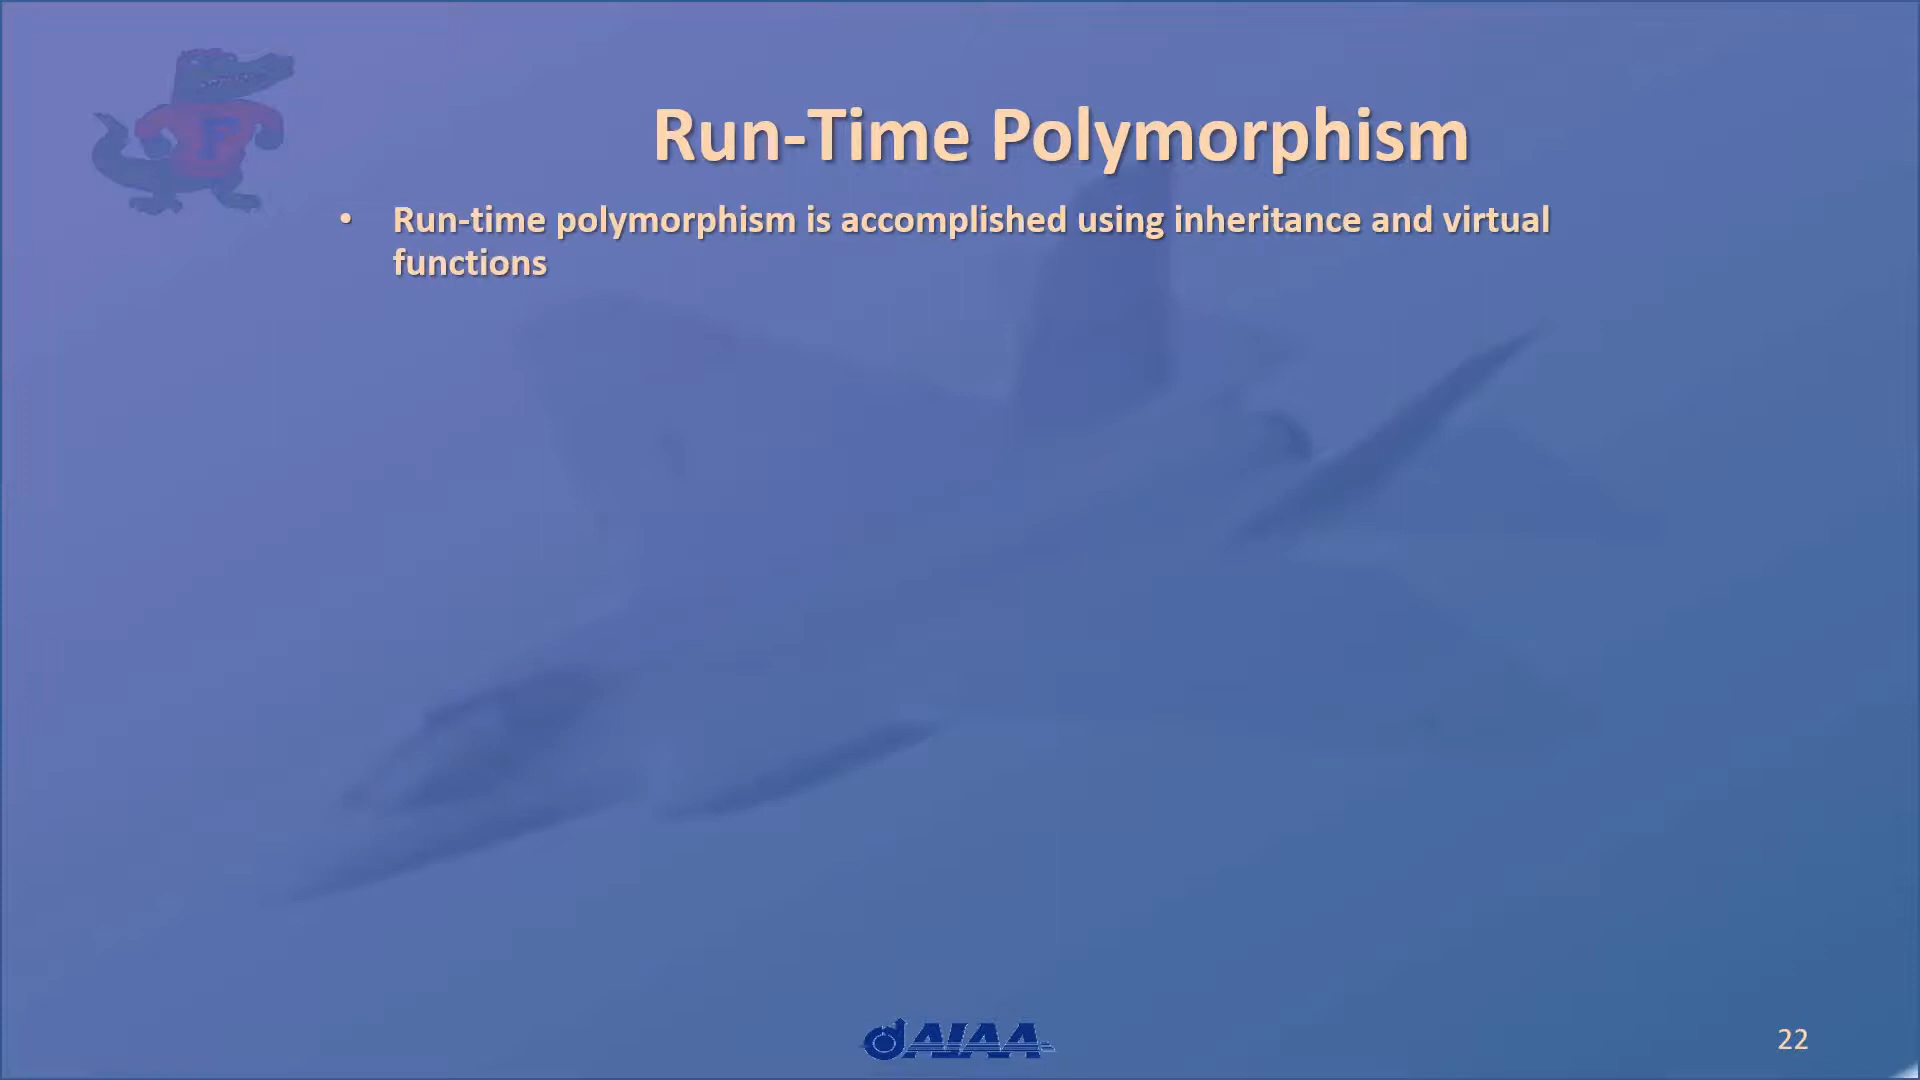 Run-Time Polymorphism
• Run-time polymorphism is accomplished using inheritance and virtual
functions
F
AIAA
22